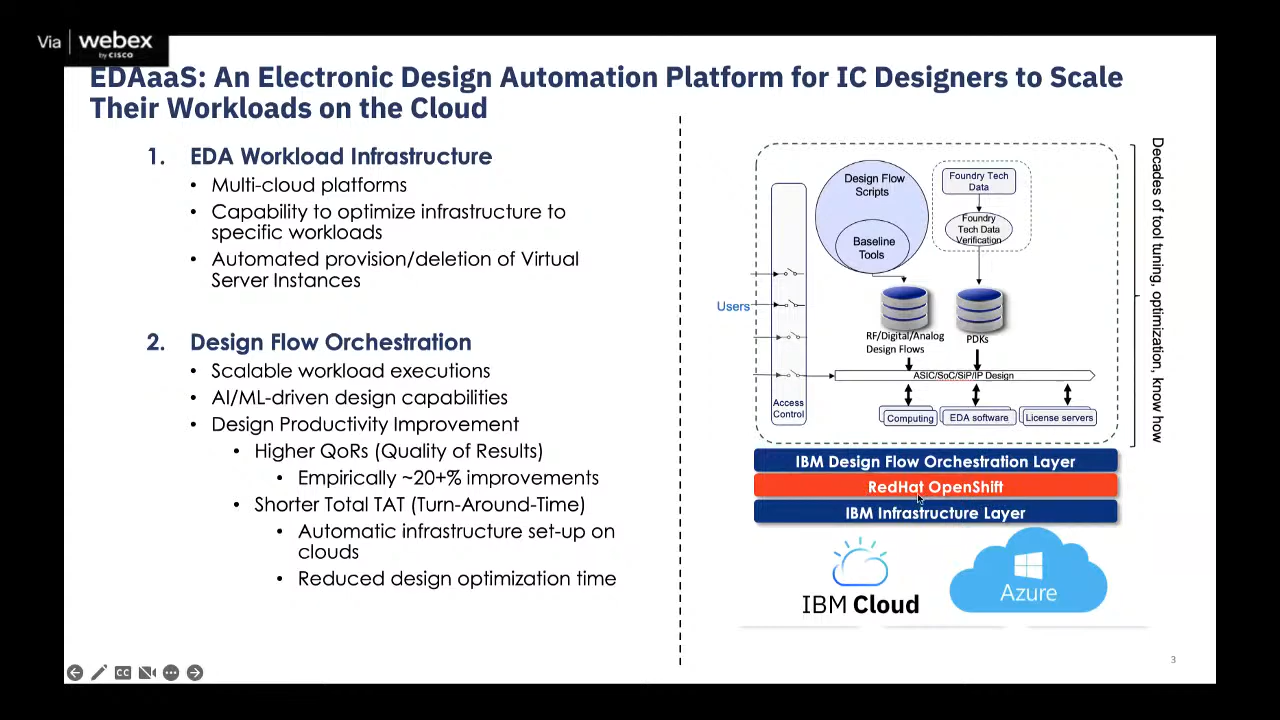 Via webex
by CISCO
EDAaaS: An Electronic Design Automation Platform for IC Designers to Scale
Their Workloads on the Cloud
1. EDA Workload Infrastructure
• Multi-cloud platforms
• Capability to optimize infrastructure to
specific workloads
• Automated provision/deletion of Virtual
Server Instances
2. Design Flow Orchestration
• Scalable workload executions
• AI/ML-driven design capabilities
• Design Productivity Improvement
• Higher QoRs (Quality of Results)
• Empirically ~20+% improvements
• Shorter Total TAT (Turn-Around-Time)
• Automatic infrastructure set-up on
clouds
• Reduced design optimization time
Users
Access
Control
Design Flow
Scripts
Baseline
Tools
Foundry Tech
Data
Foundry
Tech Data
Verification
RF/Digital/Analog
Design Flows
PDKs
ASIC/SoC/SiP/IP Design
Computing
EDA software
License servers
Decades of tool tuning, optimization, know how
IBM Design Flow Orchestration Layer
RedHat OpenShift
IBM Infrastructure Layer
IBM Cloud
Azure
CC
3